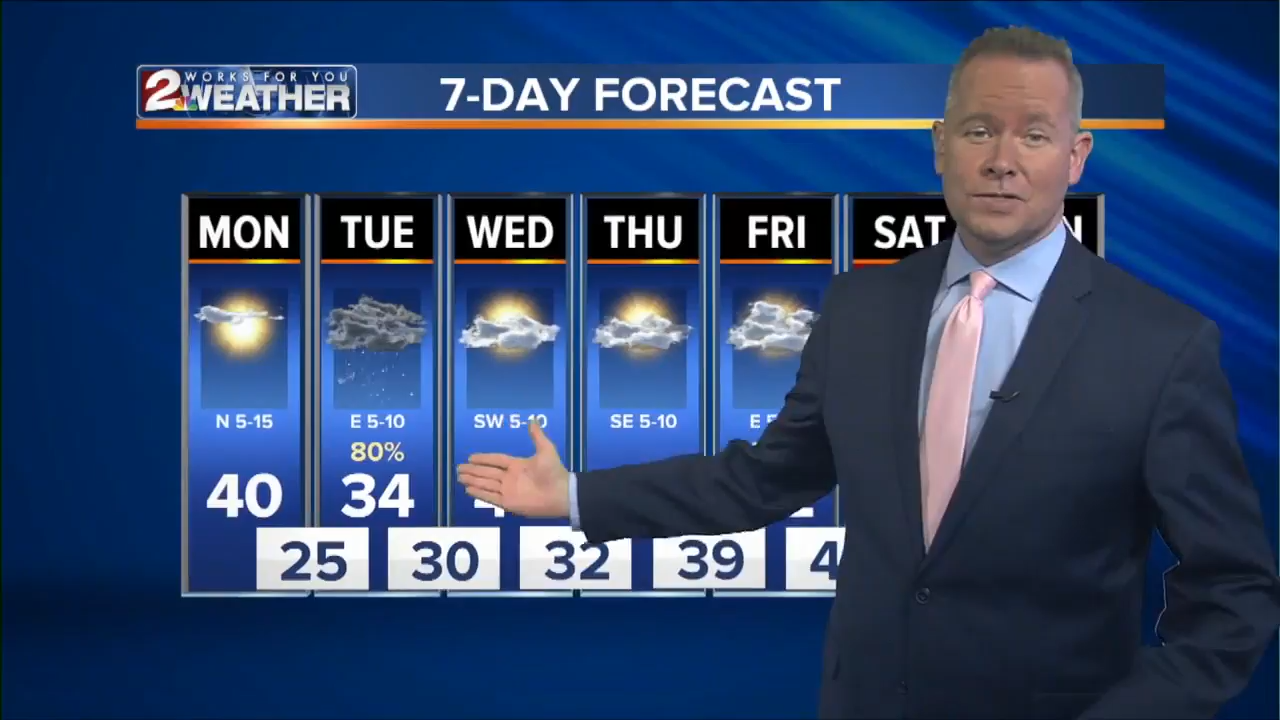 2 WORKS FOR YOU
WEATHER
7-DAY FORECAST
MON TUE WED THU FRI SAT
N 5-15 E 5-10 SW 5-10 SE 5-10
80%
40 34
25 30 32 39